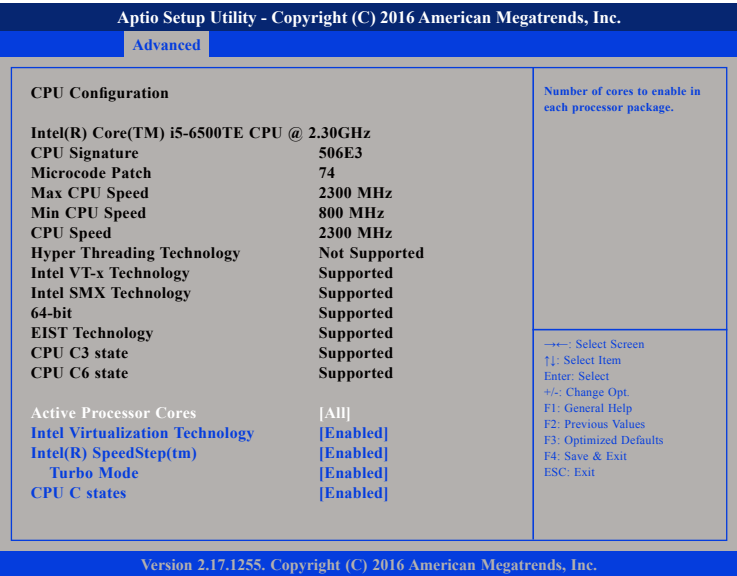 Aptio Setup Utility - Copyright (C) 2016 American Megatrends, Inc.
Advanced
CPU Configuration
Intel(R) Core(TM) i5-6500TE CPU @ 2.30GHz
CPU Signature 506E3
Microcode Patch 74
Max CPU Speed 2300 MHz
Min CPU Speed 800 MHz
CPU Speed 2300 MHz
Hyper Threading Technology Not Supported
Intel VT-x Technology Supported
Intel SMX Technology Supported
64-bit Supported
EIST Technology Supported
CPU C3 state Supported
CPU C6 state Supported
Active Processor Cores [All]
Intel Virtualization Technology [Enabled]
Intel(R) SpeedStep(tm) [Enabled]
Turbo Mode [Enabled]
CPU C states [Enabled]
Number of cores to enable in
each processor package.
→←: Select Screen
↑↓: Select Item
Enter: Select
+/-: Change Opt.
F1: General Help
F2: Previous Values
F3: Optimized Defaults
F4: Save & Exit
ESC: Exit
Version 2.17.1255. Copyright (C) 2016 American Megatrends, Inc.